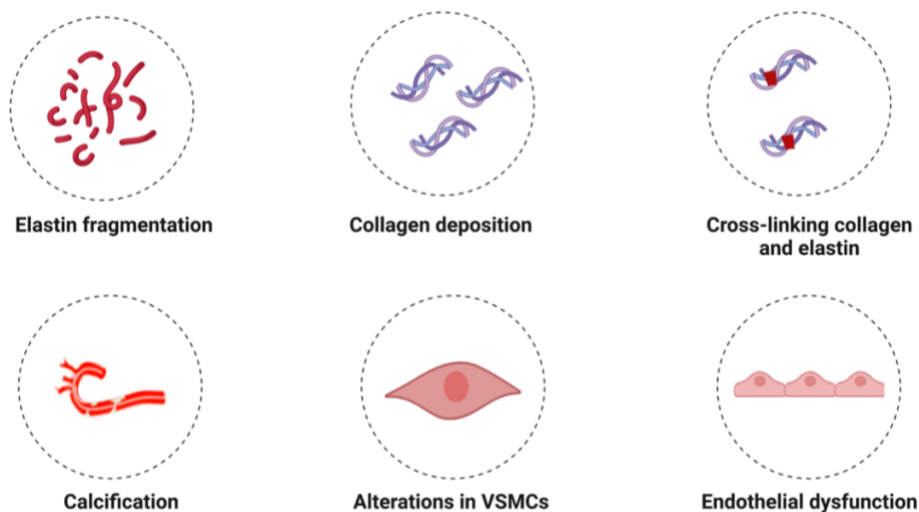 Elastin fragmentation
Collagen deposition
Cross-linking collagen
and elastin
Calcification
Alterations in VSMCs
Endothelial dysfunction